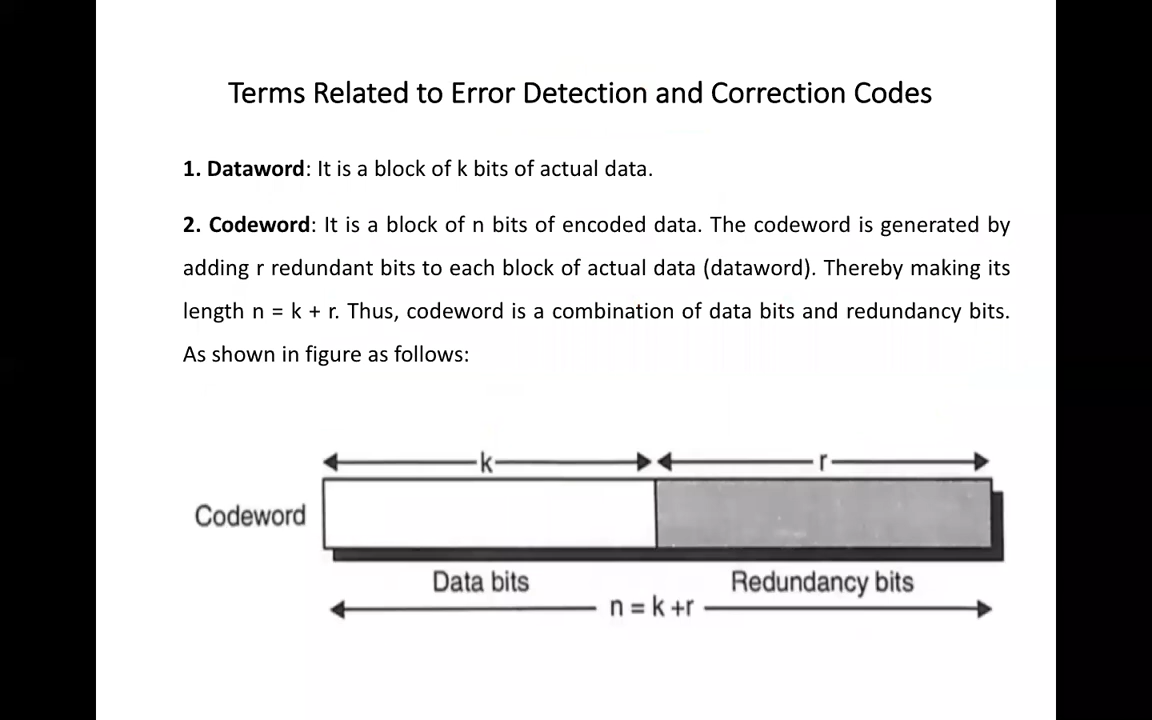 Terms Related to Error Detection and Correction Codes
1. Dataword: It is a block of k bits of actual data.
2. Codeword: It is a block of n bits of encoded data. The codeword is generated by
adding r redundant bits to each block of actual data (dataword). Thereby making its
length n = k + r. Thus, codeword is a combination of data bits and redundancy bits.
As shown in figure as follows:
k r
Codeword
Data bits Redundancy bits
n = k +r